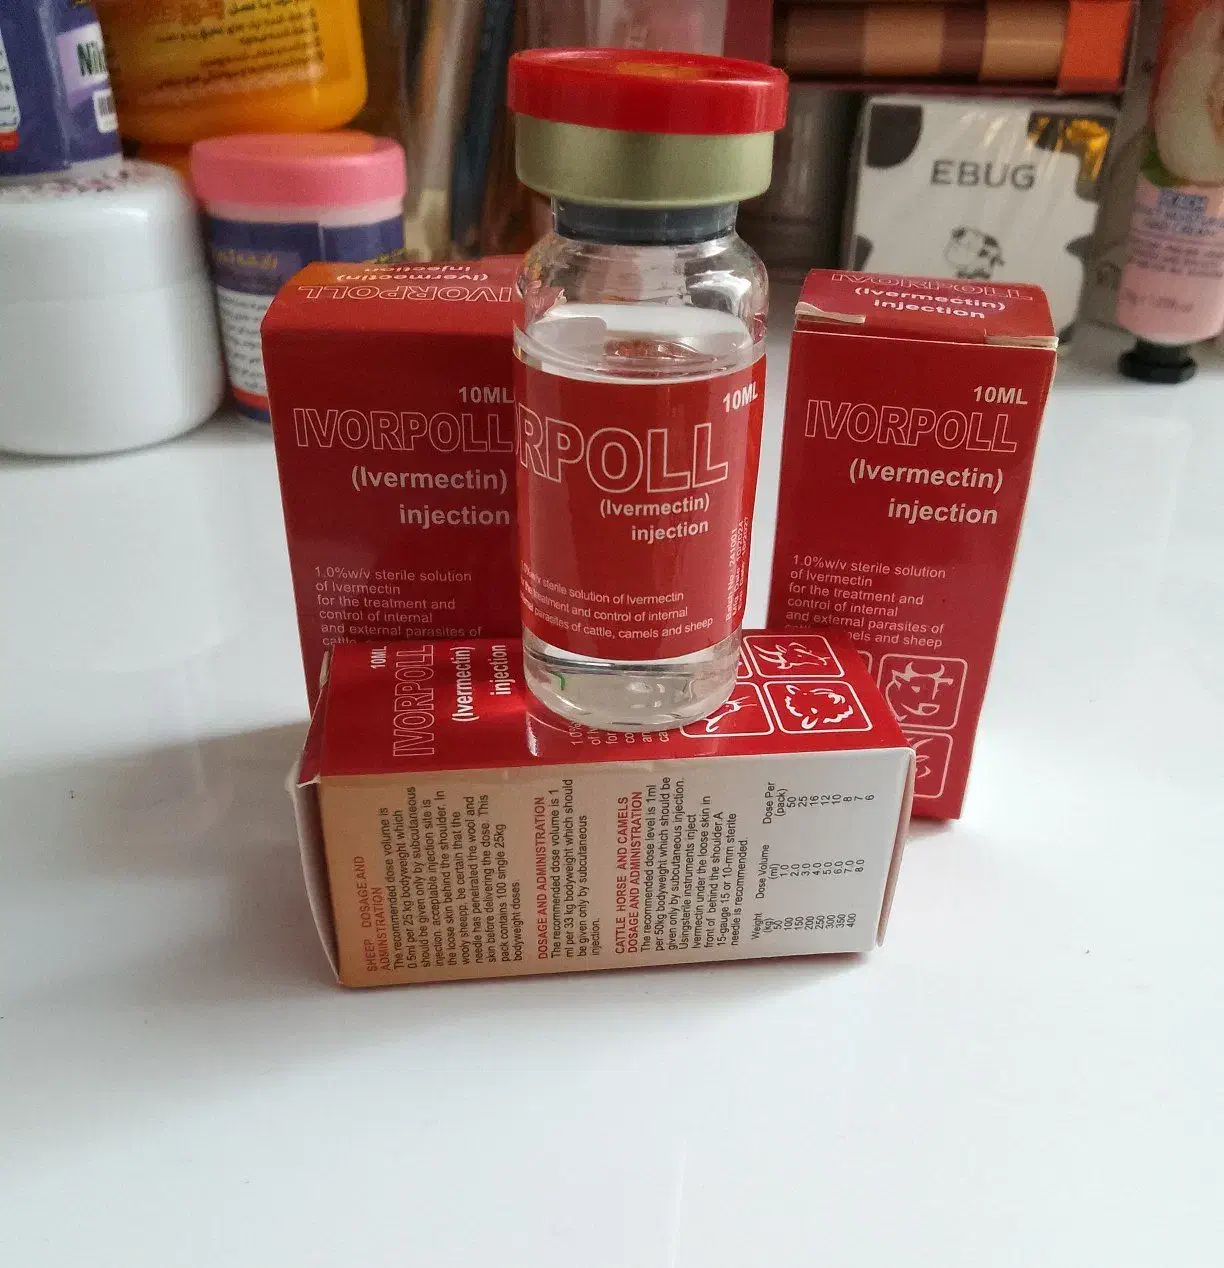 EBUG
IVORPOLL
(Ivermectin)
injection
10ML
IVORPOLL
(Ivermectin)
injection
1.0%w/v sterile solution
of Ivermectin
for the treatment and
control of internal
and external parasites of
RPOLL
10ML
(Ivermectin)
injection
sterile solution of Ivermectin
treatment and control of internal
parasites of cattle, camels and sheep
IVORPOLL
(Ivermectin)
injection
10ML
IVORPOLL
(Ivermectin)
injection
1.0%w/v sterile solution
of Ivermectin
for the treatment and
control of internal
and external parasites of
and sheep
10ML
IVORPOLL
(Ivermectin)
injection
SHEEP DOSAGE AND
ADMINSTRATION
The recommended dose volume is
0.5ml per 25 kg bodyweight which
should be given only by subcutaneous
injection acceptable injection site is
the loose skin behind the shoulder. In
wooly sheepp, be certain that the
needle has penetrated the wool and
skin before delivering the dose. This
pack contains 100 single 25kg
bodyweight doses
DOSAGE AND ADMINISTRATION
The recommended dose volume is 1
ml per 33 kg bodyweight which should
be given only by subcutaneous
injection.
CATTLE HORSE AND CAMELS
DOSAGE AND ADMINISTRATION
The recommended dose level is 1ml
per 50kg bodyweight which should be
given only by subcutaneous injection.
Usingsterile instruments inject
Ivermectin under the loose skin in
front of behind the shoulder A
15-gauge 15 or 10-mm sterite
needle is recommended.
Weight (kg) Dose Volume (ml) Dose Per (pack)
50 1.0 50
100 2.0 25
150 3.0 16
200 4.0 12
250 5.0 10
300 6.0 8
350 7.0 7
400 8.0 6